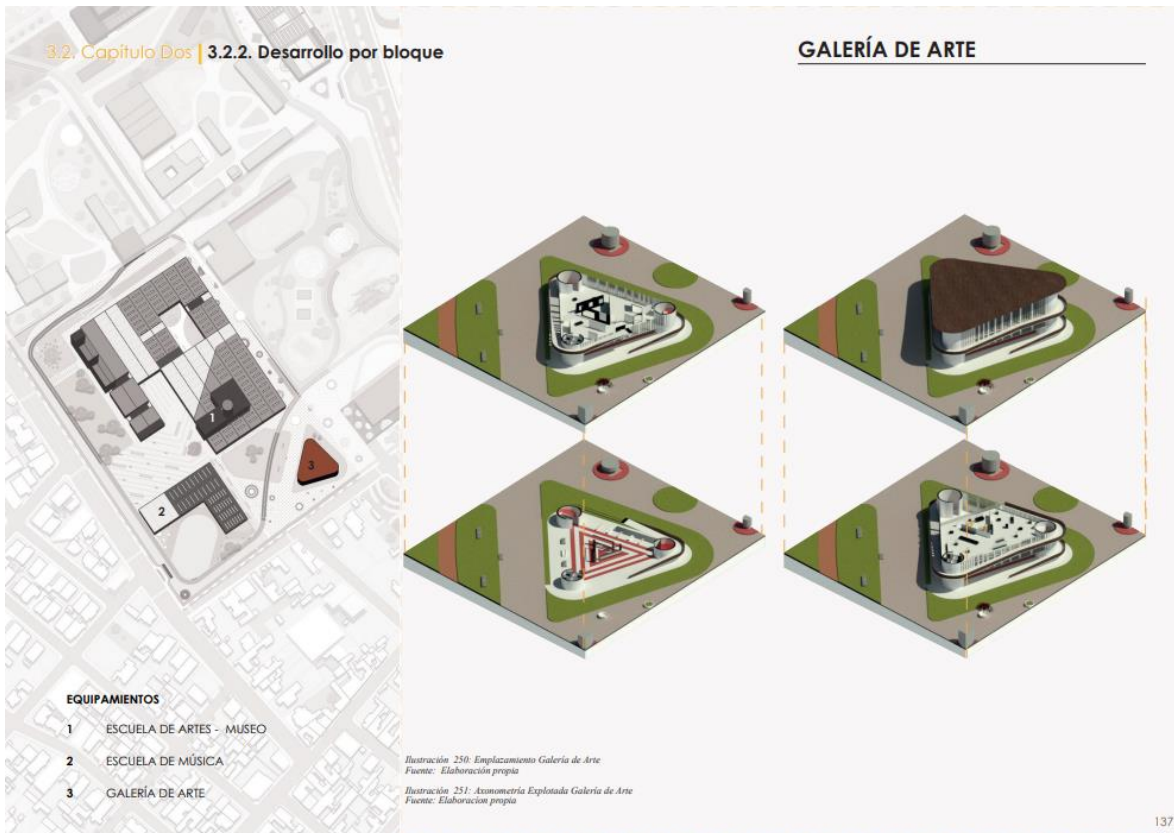 3.2. Capítulo Dos | 3.2.2. Desarrollo por bloque
GALERÍA DE ARTE
1
2
3
EQUIPAMIENTOS
1 ESCUELA DE ARTES - MUSEO
2 ESCUELA DE MÚSICA
3 GALERÍA DE ARTE
Ilustración 250: Emplazamiento Galería de Arte
Fuente: Elaboración propia
Ilustración 251: Axonometría Explotada Galería de Arte
Fuente: Elaboracion propia
137